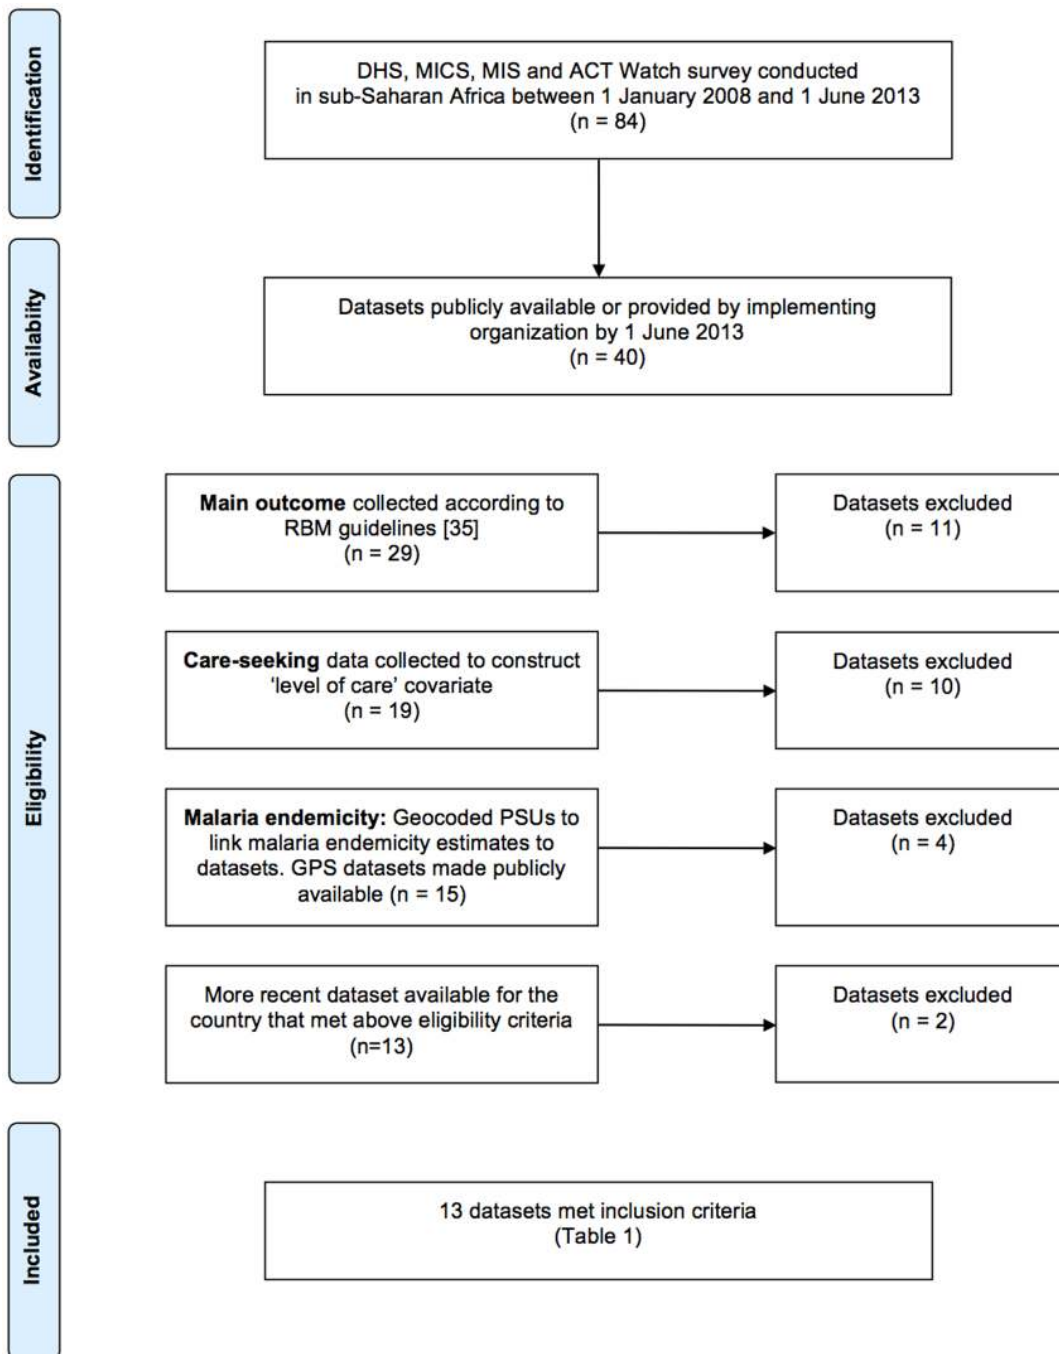 Identification
DHS, MICS, MIS and ACT Watch survey conducted
in sub-Saharan Africa between 1 January 2008 and 1 June 2013
(n = 84)
Availability
Datasets publicly available or provided by implementing
organization by 1 June 2013
(n = 40)
Eligibility
Main outcome collected according to
RBM guidelines [35]
(n = 29)
Datasets excluded
(n = 11)
Care-seeking data collected to construct
‘level of care’ covariate
(n = 19)
Datasets excluded
(n = 10)
Malaria endemicity: Geocoded PSUs to
link malaria endemicity estimates to
datasets. GPS datasets made publicly
available (n = 15)
Datasets excluded
(n = 4)
More recent dataset available for the
country that met above eligibility criteria
(n=13)
Datasets excluded
(n = 2)
Included
13 datasets met inclusion criteria
(Table 1)